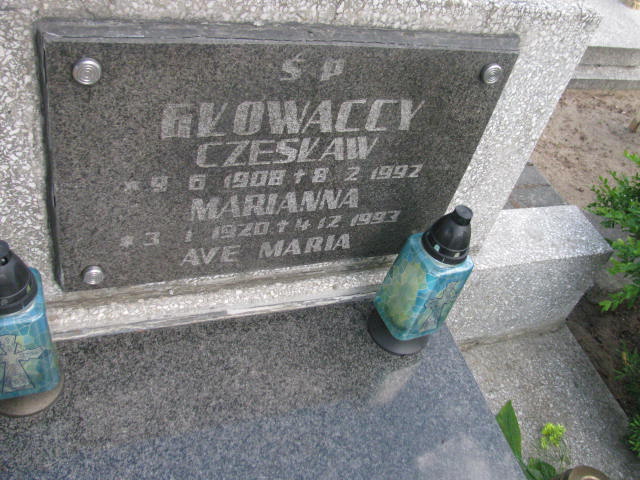 Ś P
GŁOWACCY
CZESŁAW
* 9 6 1908 + 8 2 1992
MARIANNA
* 3 1 1920 + 4 12 1993
AVE MARIA